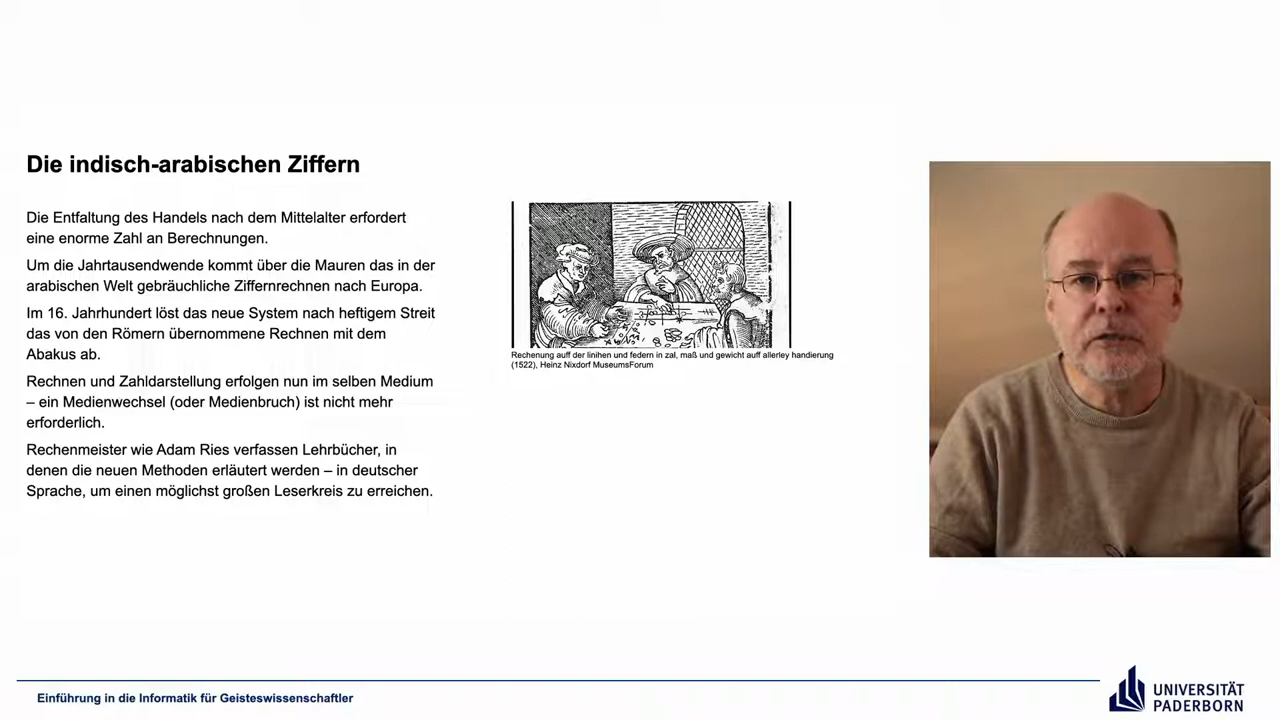 Die indisch-arabischen Ziffern
Die Entfaltung des Handels nach dem Mittelalter erfordert
eine enorme Zahl an Berechnungen.
Um die Jahrtausendwende kommt über die Mauren das in der
arabischen Welt gebräuchliche Ziffernrechnen nach Europa.
Im 16. Jahrhundert löst das neue System nach heftigem Streit
das von den Römern übernommene Rechnen mit dem
Abakus ab.
Rechnen und Zahldarstellung erfolgen nun im selben Medium
– ein Medienwechsel (oder Medienbruch) ist nicht mehr
erforderlich.
Rechenmeister wie Adam Ries verfassen Lehrbücher, in
denen die neuen Methoden erläutert werden – in deutscher
Sprache, um einen möglichst großen Leserkreis zu erreichen.
Rechenung auff der linihen und federn in zal, maß und gewicht auff allerley handierung
(1522), Heinz Nixdorf MuseumsForum
Einführung in die Informatik für Geisteswissenschaftler
UNIVERSITÄT
PADERBORN